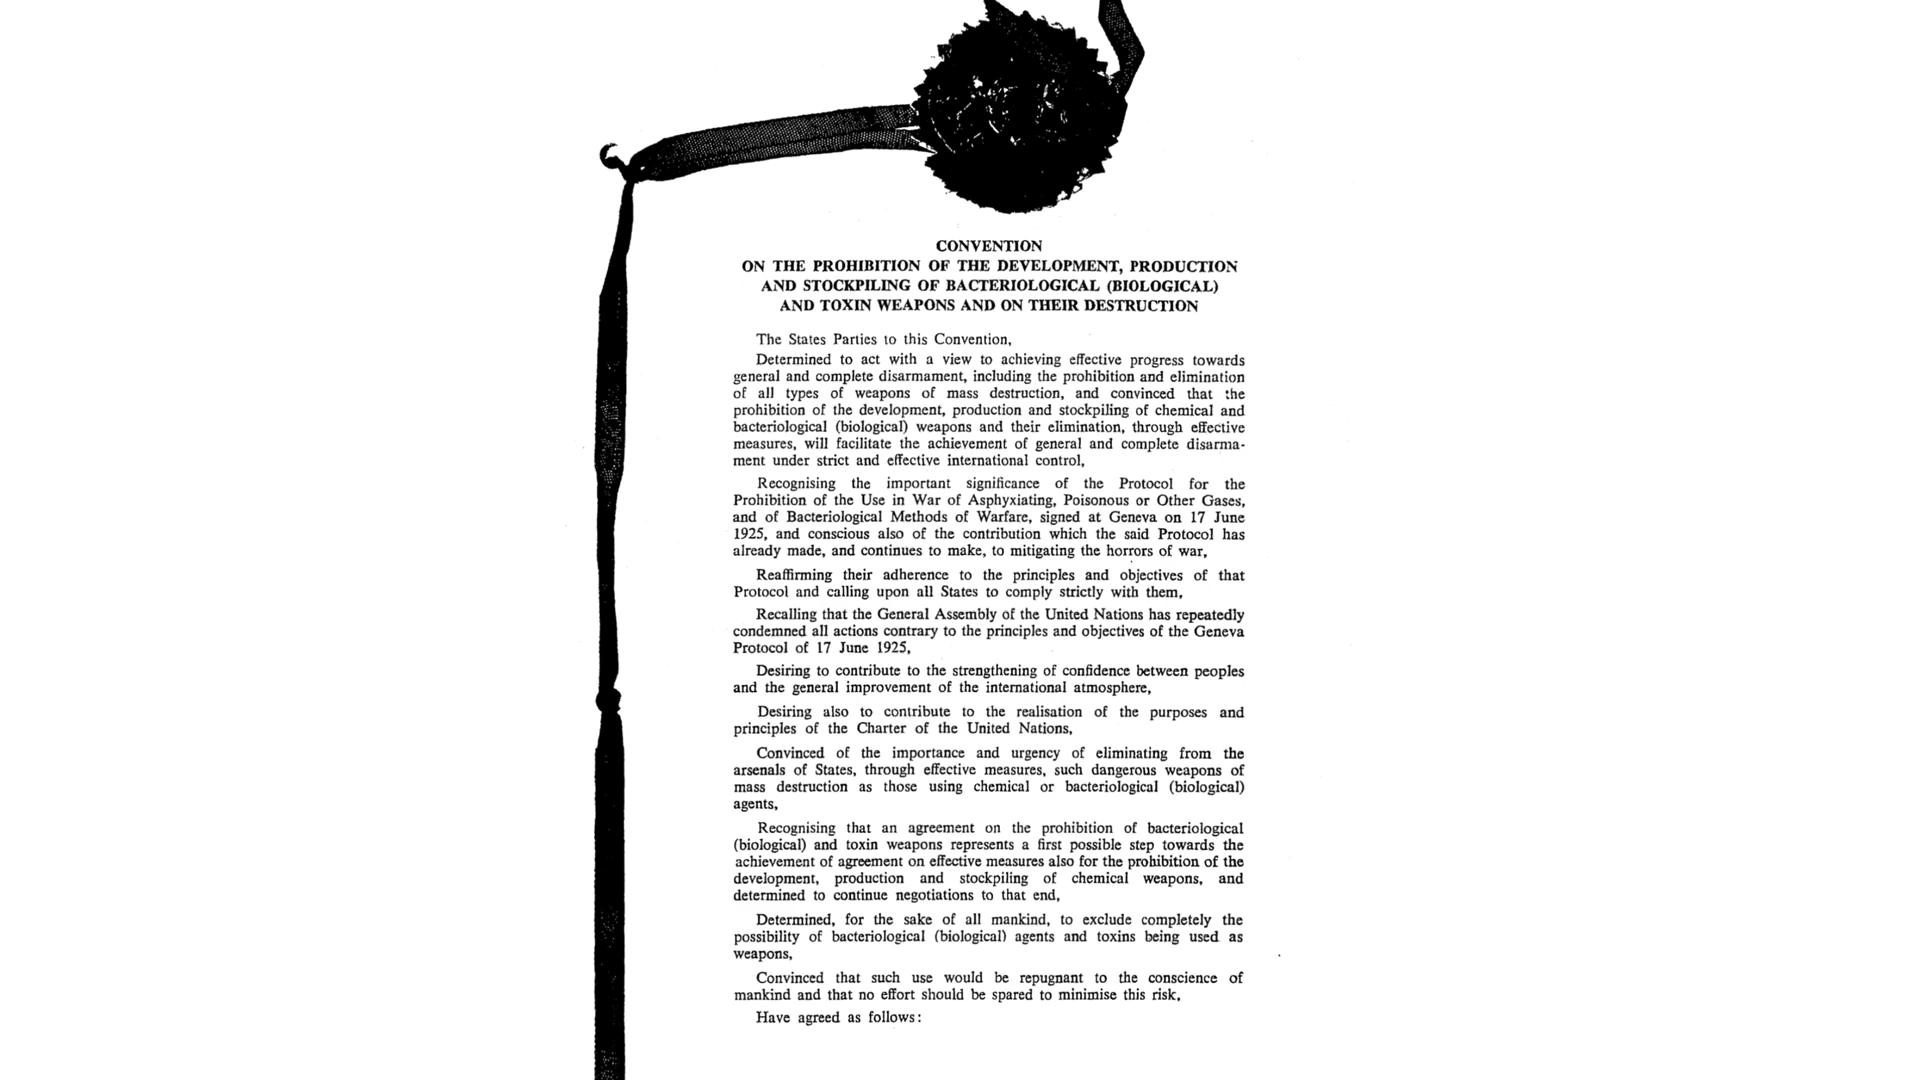 CONVENTION
ON THE PROHIBITION OF THE DEVELOPMENT, PRODUCTION
AND STOCKPILING OF BACTERIOLOGICAL (BIOLOGICAL)
AND TOXIN WEAPONS AND ON THEIR DESTRUCTION
The States Parties to this Convention,
Determined to act with a view to achieving effective progress towards
general and complete disarmament, including the prohibition and elimination
of all types of weapons of mass destruction, and convinced that the
prohibition of the development, production and stockpiling of chemical and
bacteriological (biological) weapons and their elimination, through effective
measures, will facilitate the achievement of general and complete disarma-
ment under strict and effective international control,
Recognising the important significance of the Protocol for the
Prohibition of the Use in War of Asphyxiating, Poisonous or Other Gases,
and of Bacteriological Methods of Warfare, signed at Geneva on 17 June
1925, and conscious also of the contribution which the said Protocol has
already made, and continues to make, to mitigating the horrors of war,
Reaffirming their adherence to the principles and objectives of that
Protocol and calling upon all States to comply strictly with them,
Recalling that the General Assembly of the United Nations has repeatedly
condemned all actions contrary to the principles and objectives of the Geneva
Protocol of 17 June 1925,
Desiring to contribute to the strengthening of confidence between peoples
and the general improvement of the international atmosphere,
Desiring also to contribute to the realisation of the purposes and
principles of the Charter of the United Nations,
Convinced of the importance and urgency of eliminating from the
arsenals of States, through effective measures, such dangerous weapons of
mass destruction as those using chemical or bacteriological (biological)
agents,
Recognising that an agreement on the prohibition of bacteriological
(biological) and toxin weapons represents a first possible step towards the
achievement of agreement on effective measures also for the prohibition of the
development, production and stockpiling of chemical weapons, and
determined to continue negotiations to that end,
Determined, for the sake of all mankind, to exclude completely the
possibility of bacteriological (biological) agents and toxins being used as
weapons,
Convinced that such use would be repugnant to the conscience of
mankind and that no effort should be spared to minimise this risk,
Have agreed as follows: